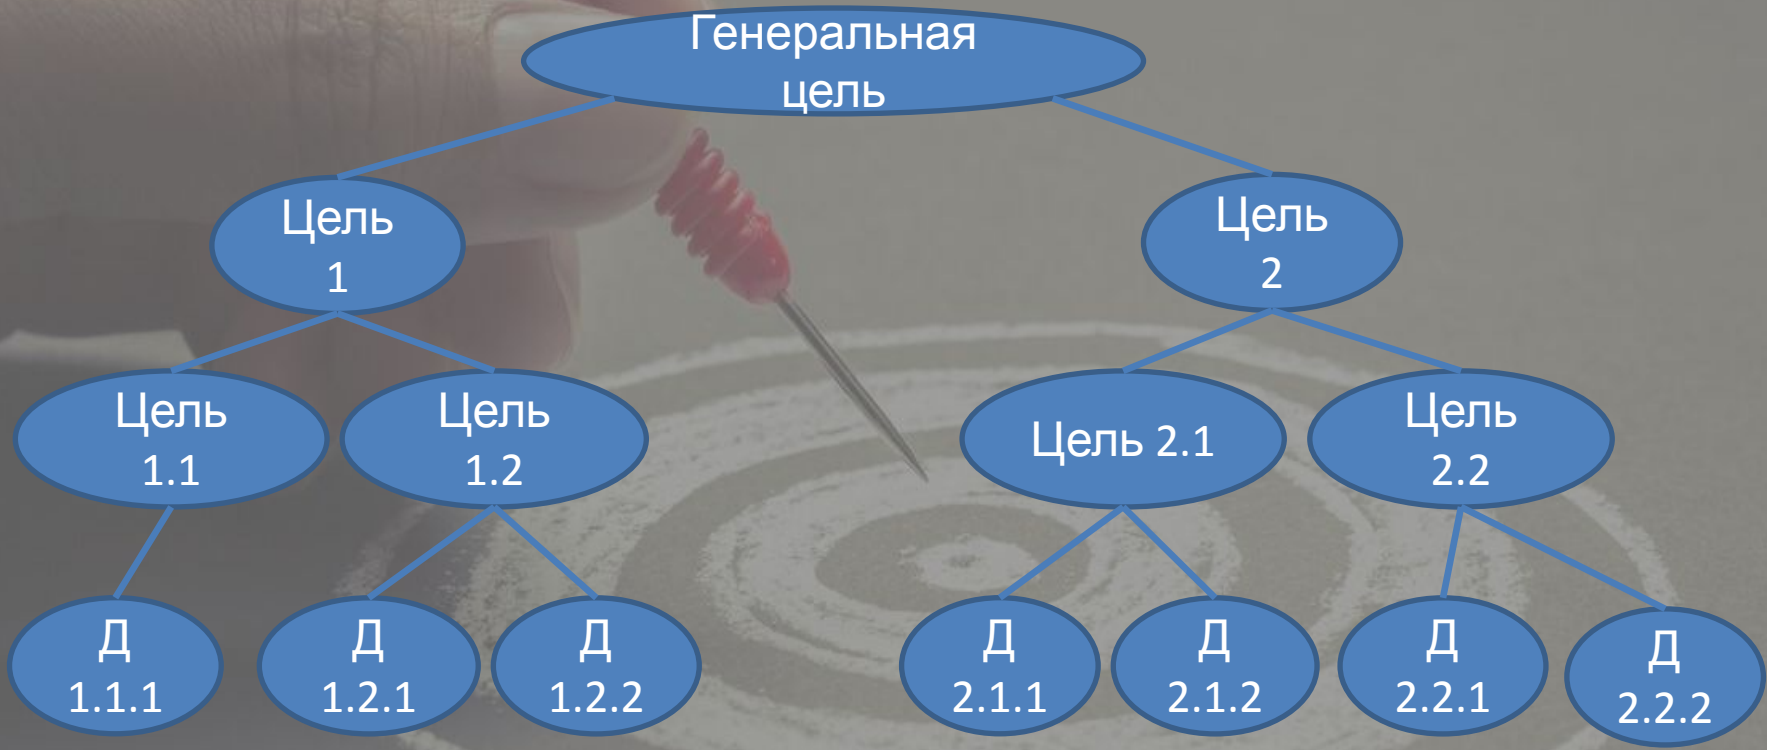 Генеральная
цель
Цель
1
Цель
2
Цель
1.1
Цель
1.2
Цель 2.1
Цель
2.2
Д
1.1.1
Д
1.2.1
Д
1.2.2
Д
2.1.1
Д
2.1.2
Д
2.2.1
Д
2.2.2